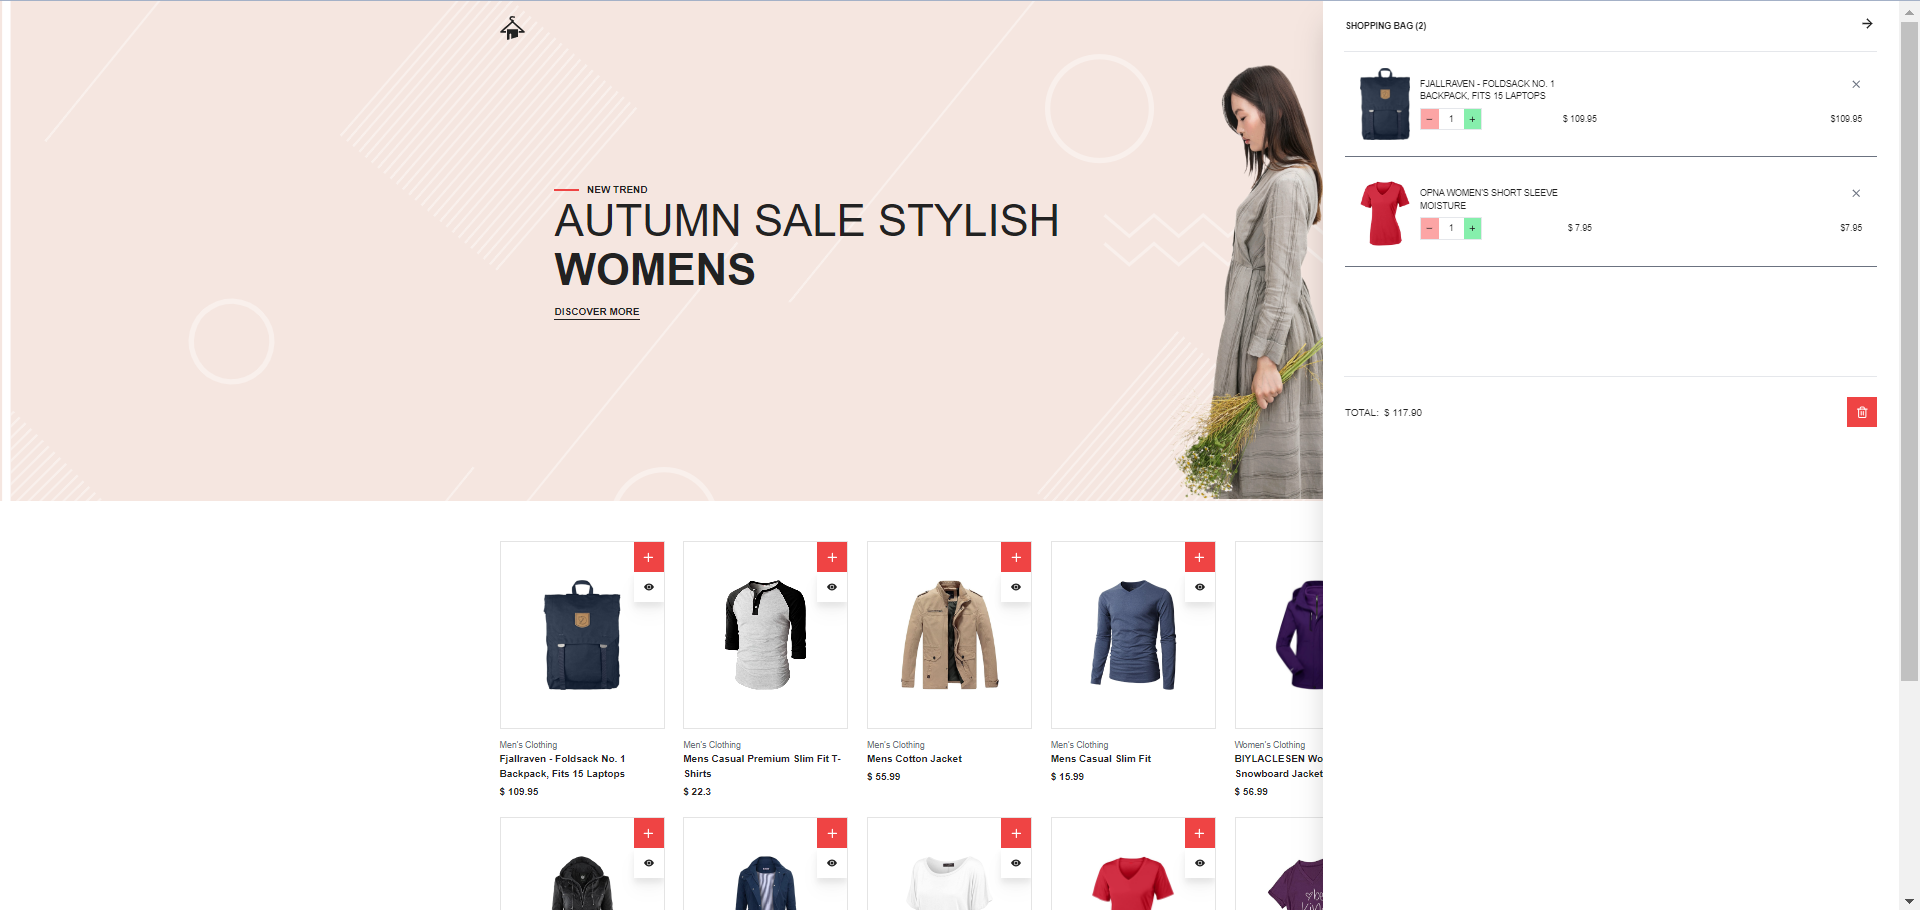 NEW TREND
AUTUMN SALE STYLISH
WOMENS
DISCOVER MORE
SHOPPING BAG (2)
FJALLRAVEN - FOLDSACK NO. 1
BACKPACK, FITS 15 LAPTOPS
− 1 + $ 109.95 $109.95
OPNA WOMEN'S SHORT SLEEVE
MOISTURE
− 1 + $ 7.95 $7.95
TOTAL: $ 117.90
Men's Clothing
Fjallraven - Foldsack No. 1
Backpack, Fits 15 Laptops
$ 109.95
Men's Clothing
Mens Casual Premium Slim Fit T-
Shirts
$ 22.3
Men's Clothing
Mens Cotton Jacket
$ 55.99
Men's Clothing
Mens Casual Slim Fit
$ 15.99
Women's Clothing
BIYLACLESEN Wo
Snowboard Jacket
$ 56.99